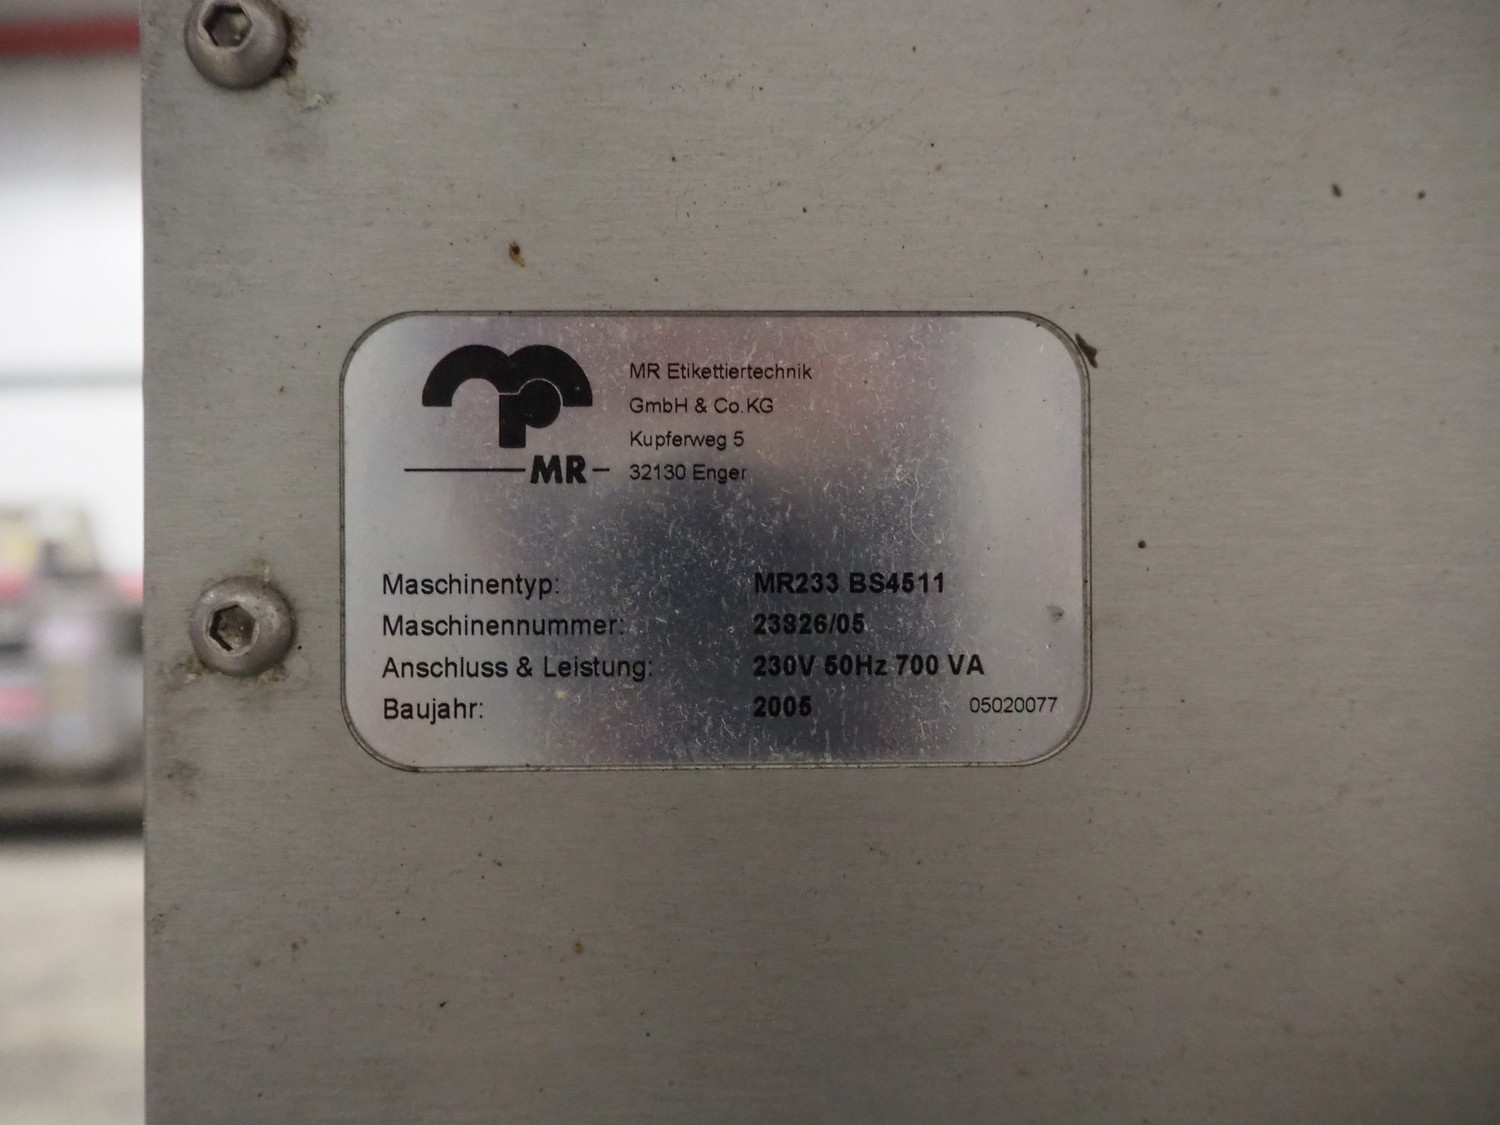 MR Etikettiertechnik
GmbH & Co.KG
Kupferweg 5
MR
32130 Enger
Maschinentyp: MR233 BS4511
Maschinennummer: 23826/05
Anschluss & Leistung: 230V 50Hz 700 VA
Baujahr: 2005 05020077